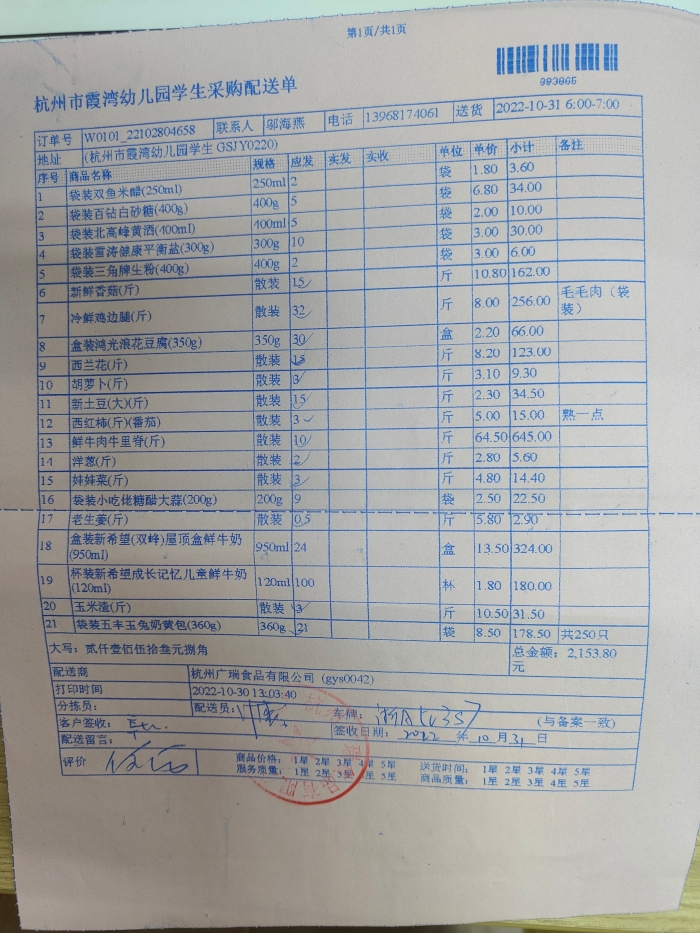 第1页/共1页
993965
杭州市霞湾幼儿园学生采购配送单
订单号 W0101_22102804658 联系人 邬海燕 电话 13968174061 送货 2022-10-31 6:00-7:00
地址 (杭州市霞湾幼儿园学生 GSJY0220)
序号 商品名称 规格 应发 实发 实收 单位 单价 小计 备注
1 袋装双鱼米醋(250ml) 250ml 2 袋 1.80 3.60
2 袋装百钻白砂糖(400g) 400g 5 袋 6.80 34.00
3 袋装北高峰黄酒(400ml) 400ml 5 袋 2.00 10.00
4 袋装雪涛健康平衡盐(300g) 300g 10 袋 3.00 30.00
5 袋装三角牌生粉(400g) 400g 2 袋 3.00 6.00
6 新鲜香菇(斤) 散装 15 斤 10.80 162.00
7 冷鲜鸡边腿(斤) 散装 32 斤 8.00 256.00 毛毛肉（袋
装）
8 盒装鸿光浪花豆腐(350g) 350g 30 盒 2.20 66.00
9 西兰花(斤) 散装 15 斤 8.20 123.00
10 胡萝卜(斤) 散装 3 斤 3.10 9.30
11 新土豆(大)(斤) 散装 15 斤 2.30 34.50
12 西红柿(斤)(番茄) 散装 3 斤 5.00 15.00 熟一点
13 鲜牛肉牛里脊(斤) 散装 10 斤 64.50 645.00
14 洋葱(斤) 散装 2 斤 2.80 5.60
15 娃娃菜(斤) 散装 3 斤 4.80 14.40
16 袋装小吃佬糖醋大蒜(200g) 200g 9 袋 2.50 22.50
17 老生姜(斤) 散装 0.5 斤 5.80 2.90
18 盒装新希望(双峰)屋顶盒鲜牛奶 950ml 24 盒 13.50 324.00
(950ml)
19 杯装新希望成长记忆儿童鲜牛奶 120ml 100 杯 1.80 180.00
(120ml)
20 玉米渣(斤) 散装 3 斤 10.50 31.50
21 袋装五丰玉兔奶黄包(360g) 360g 21 袋 8.50 178.50 共250只
大写：贰仟壹佰伍拾叁元捌角 总金额：2,153.80
元
配送商 杭州广瑞食品有限公司 (gys0042)
打印时间 2022-10-30 13:03:40
分拣员： 配送员： 车牌： (与备案一致)
客户签收： 签收日期：2022 年 10 月 31 日
配送留言：
评价 商品价格： 1星 2星 3星 4星 5星 送货时间： 1星 2星 3星 4星 5星
服务质量： 1星 2星 3星 4星 5星 商品质量： 1星 2星 3星 4星 5星